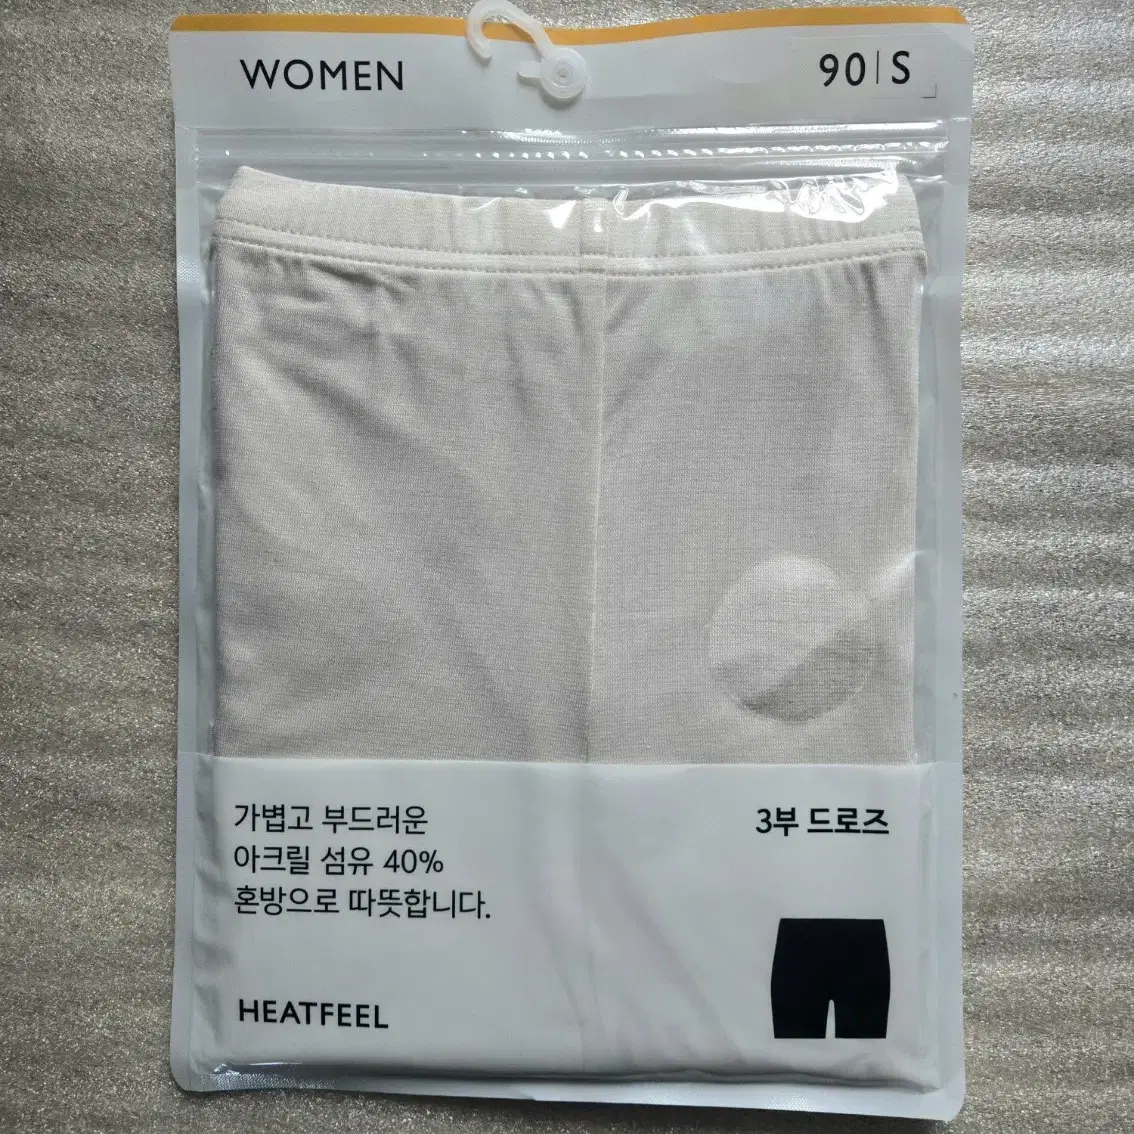 WOMEN
90|S
가볍고 부드러운
아크릴 섬유 40%
혼방으로 따뜻합니다.
3부 드로즈
HEATFEEL